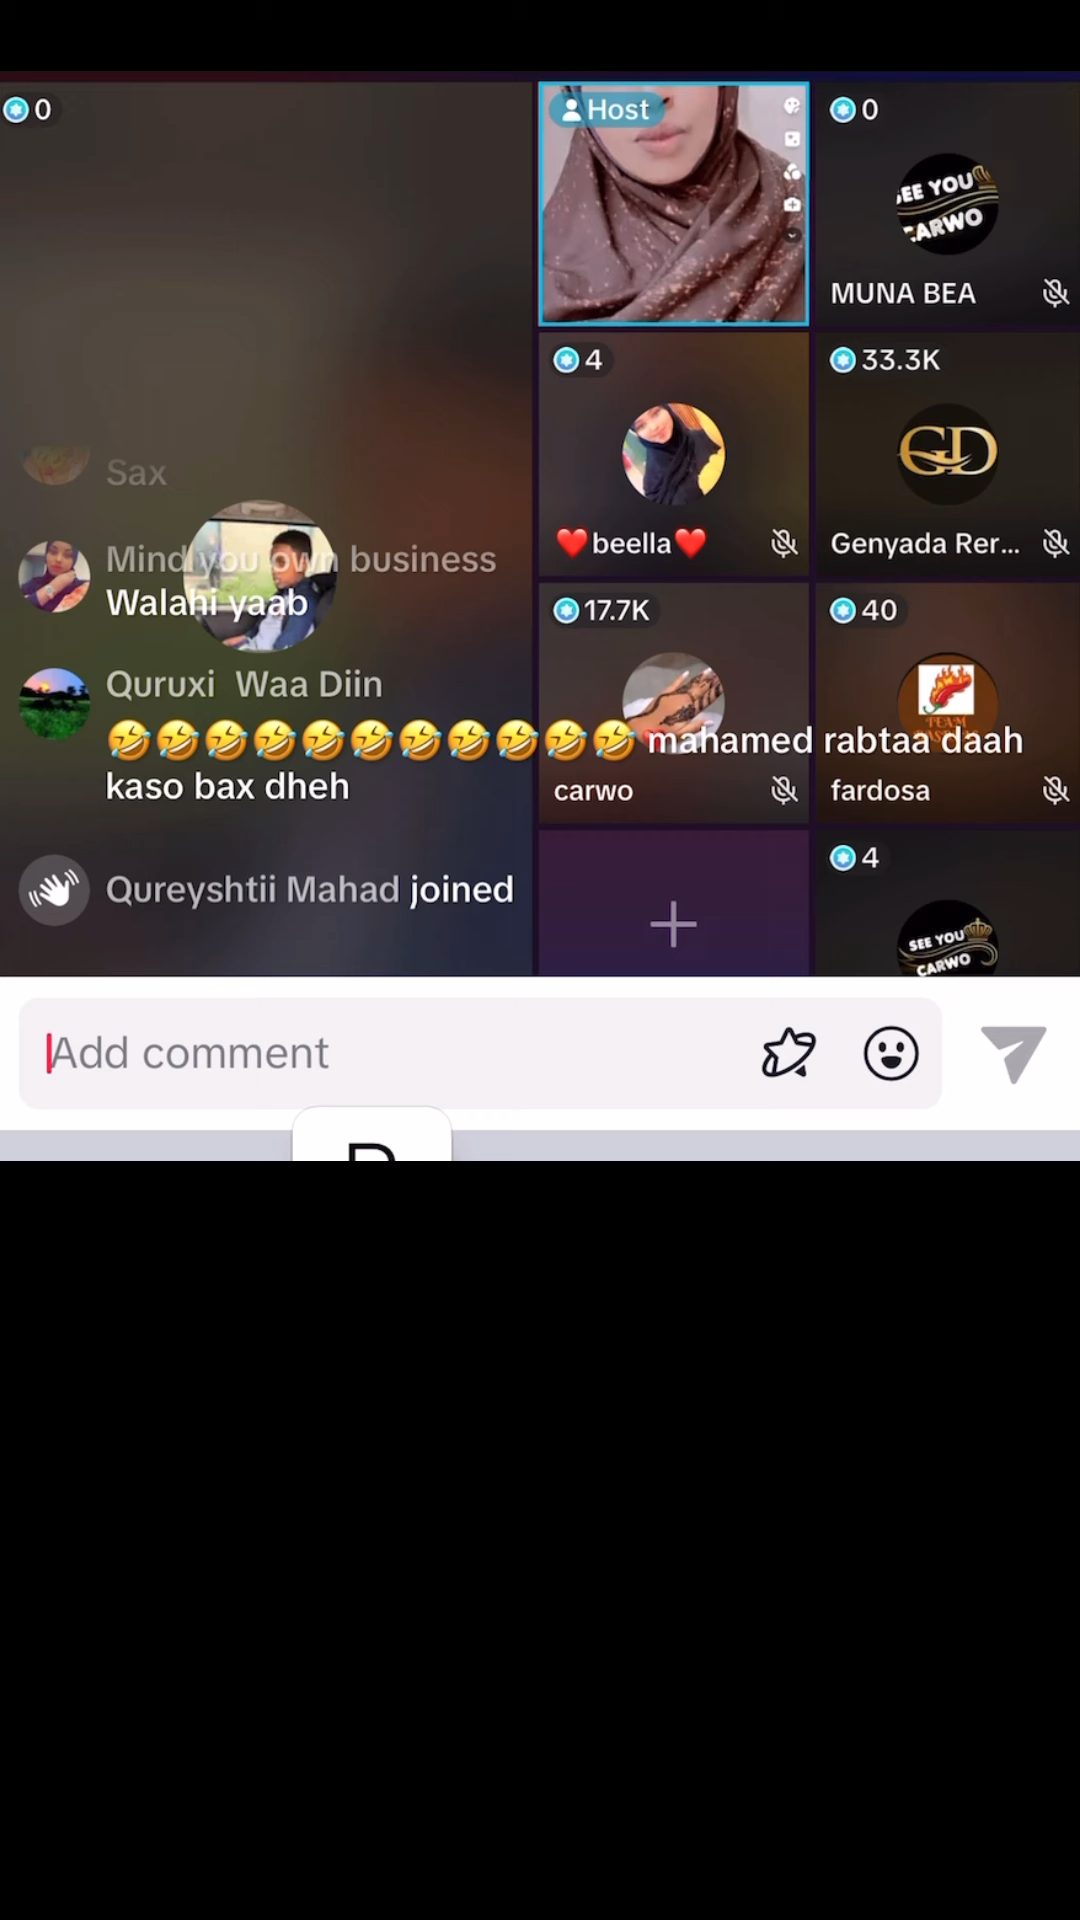 0
Host
0
SEE YOU
CARWO
MUNA BEA
4
33.3K
GD
❤️beella❤️
Genyada Rer...
Sax
Mind you own business
Walahi yaab
17.7K
40
Quruxi Waa Diin
🤣🤣🤣🤣🤣🤣🤣🤣🤣🤣🤣 mahamed rabtaa daah
kaso bax dheh
TEAM
carwo
fardosa
Qureyshtii Mahad joined
4
SEE YOU
CARWO
Add comment